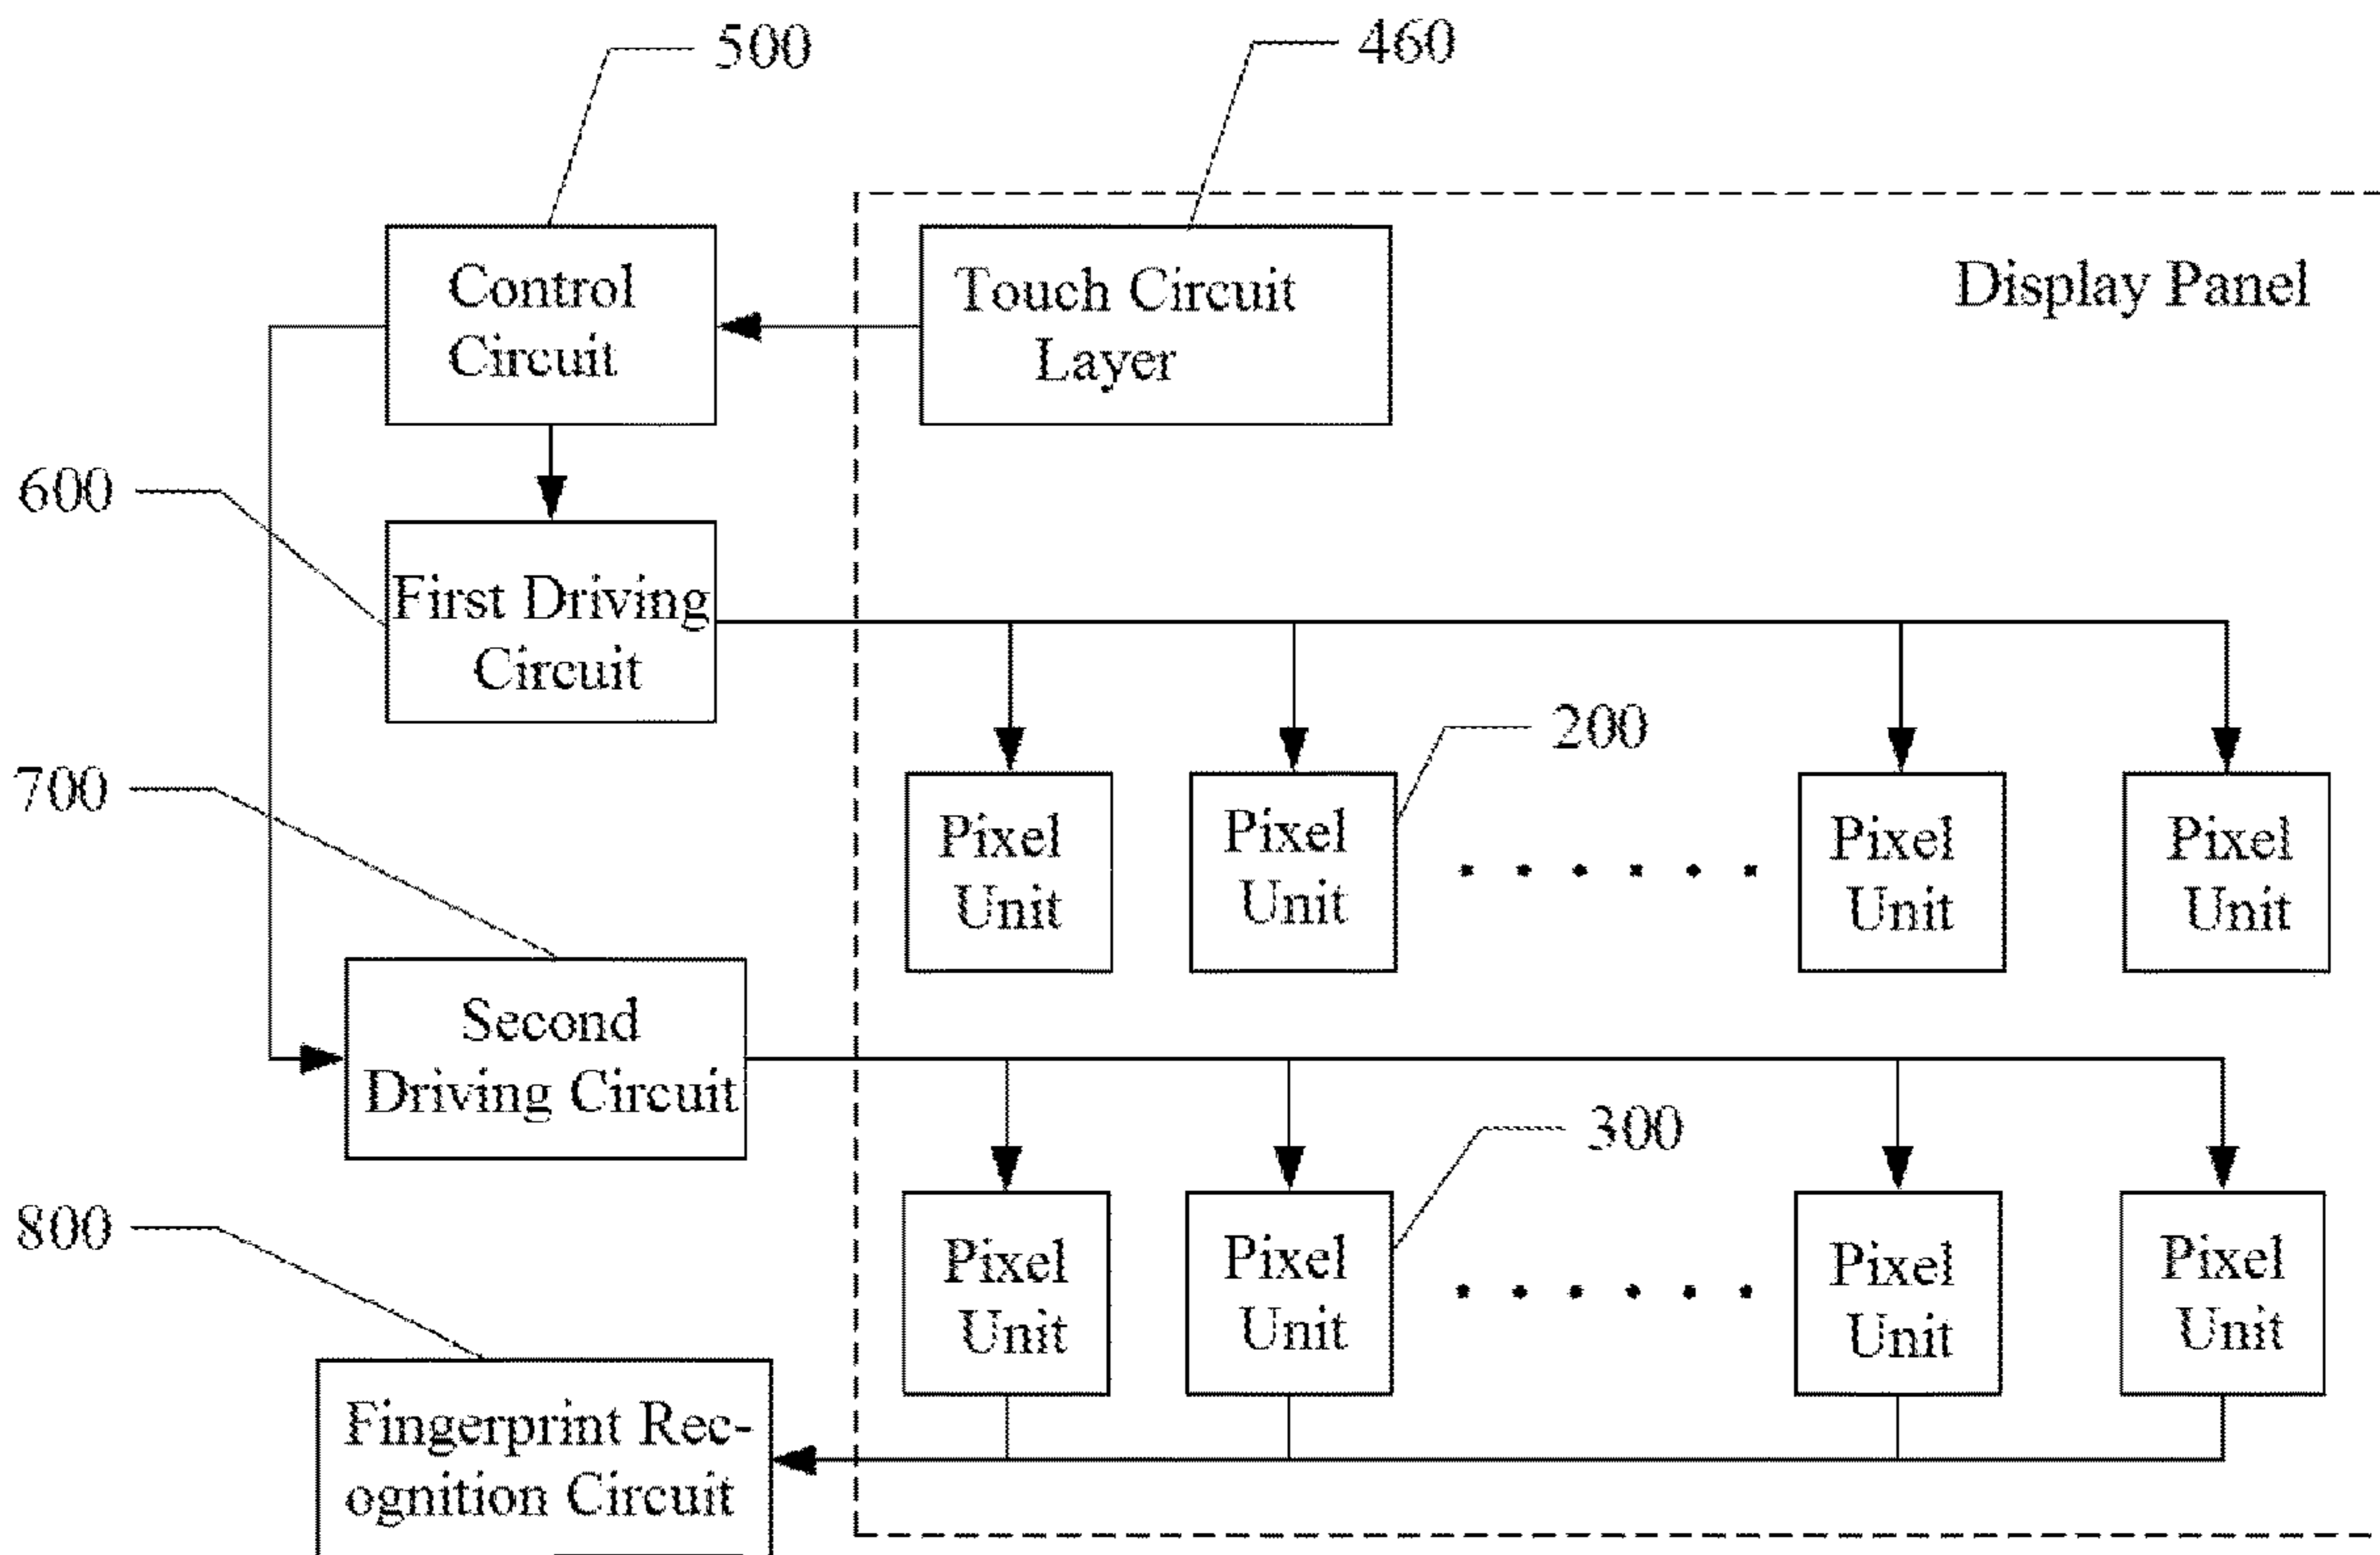 500
460
Control
Circuit
Touch Circuit
Layer
Display Panel
600
First Driving
Circuit
200
700
Pixel
Unit
Pixel
Unit
Pixel
Unit
Pixel
Unit
Second
Driving Circuit
300
800
Pixel
Unit
Pixel
Unit
Pixel
Unit
Pixel
Unit
Fingerprint Rec-
ognition Circuit